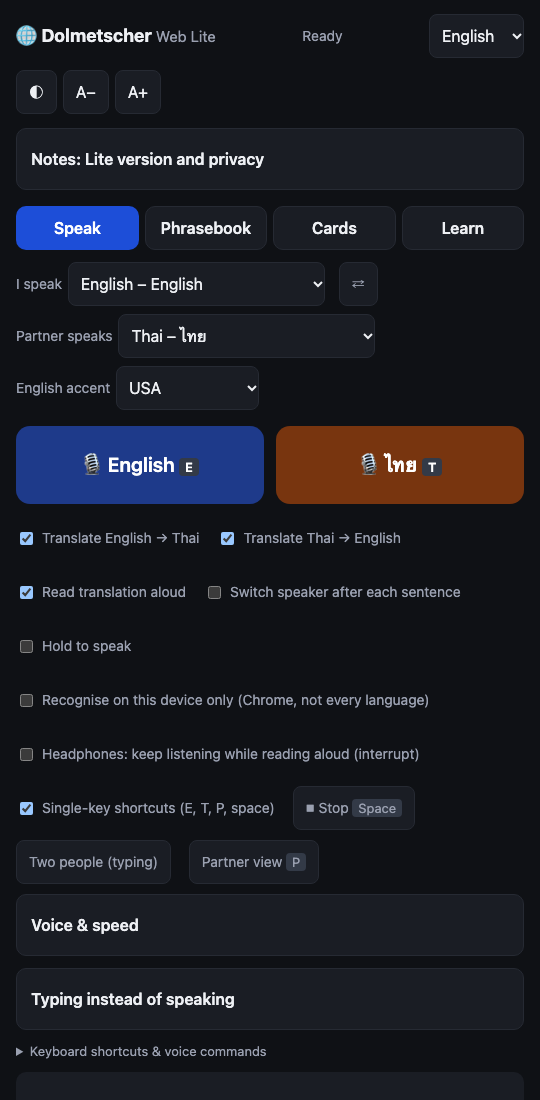 Dolmetscher Web Lite Ready English
A− A+
Notes: Lite version and privacy
Speak Phrasebook Cards Learn
I speak English – English ⇄
Partner speaks Thai – ไทย
English accent USA
English E ไทย T
Translate English → Thai Translate Thai → English
Read translation aloud Switch speaker after each sentence
Hold to speak
Recognise on this device only (Chrome, not every language)
Headphones: keep listening while reading aloud (interrupt)
Single-key shortcuts (E, T, P, space) ■ Stop Space
Two people (typing) Partner view P
Voice & speed
Typing instead of speaking
▶ Keyboard shortcuts & voice commands